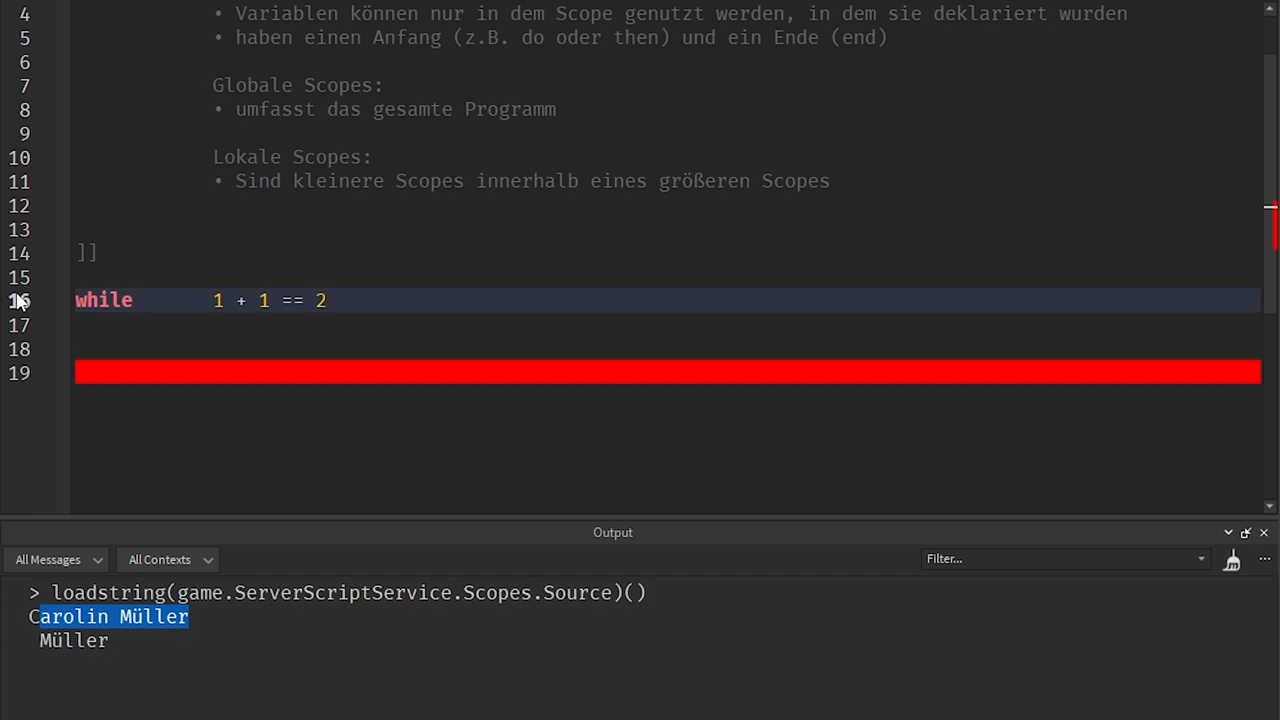 4 • Variablen können nur in dem Scope genutzt werden, in dem sie deklariert wurden
5 • haben einen Anfang (z.B. do oder then) und ein Ende (end)
6
7 Globale Scopes:
8 • umfasst das gesamte Programm
9
10 Lokale Scopes:
11 • Sind kleinere Scopes innerhalb eines größeren Scopes
12
13
14 ]]
15
16 while 1 + 1 == 2
17
18
19
Output
All Messages All Contexts Filter... ...
> loadstring(game.ServerScriptService.Scopes.Source)()
Carolin Müller
Müller